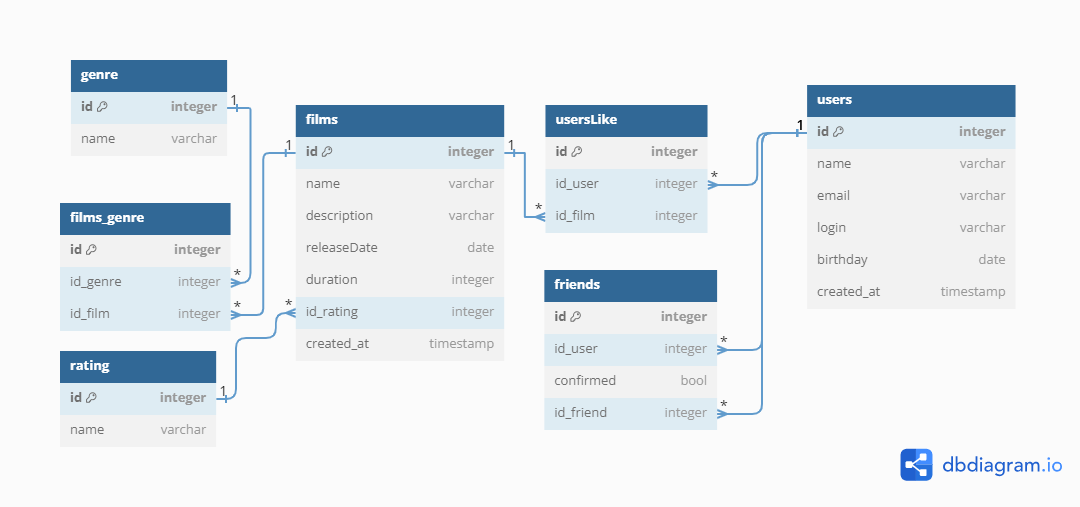 genre
id integer
name varchar
films_genre
id integer
id_genre integer
id_film integer
rating
id integer
name varchar
films
id integer
name varchar
description varchar
releaseDate date
duration integer
id_rating integer
created_at timestamp
usersLike
id integer
id_user integer
id_film integer
friends
id integer
id_user integer
confirmed bool
id_friend integer
users
id integer
name varchar
email varchar
login varchar
birthday date
created_at timestamp
1
*
*
1
1
*
1
*
*
1
*
*
dbdiagram.io